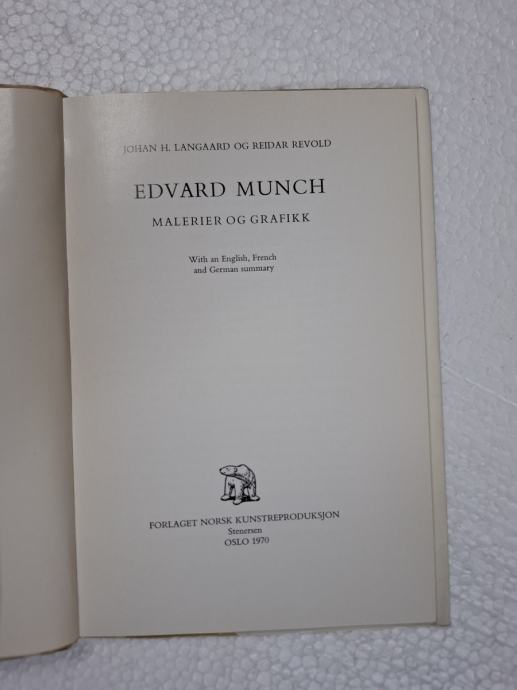 JOHAN H. LANGAARD OG REIDAR REVOLD
EDVARD MUNCH
MALERIER OG GRAFIKK
With an English, French
and German summary
FORLAGET NORSK KUNSTREPRODUKSJON
Stenersen
OSLO 1970